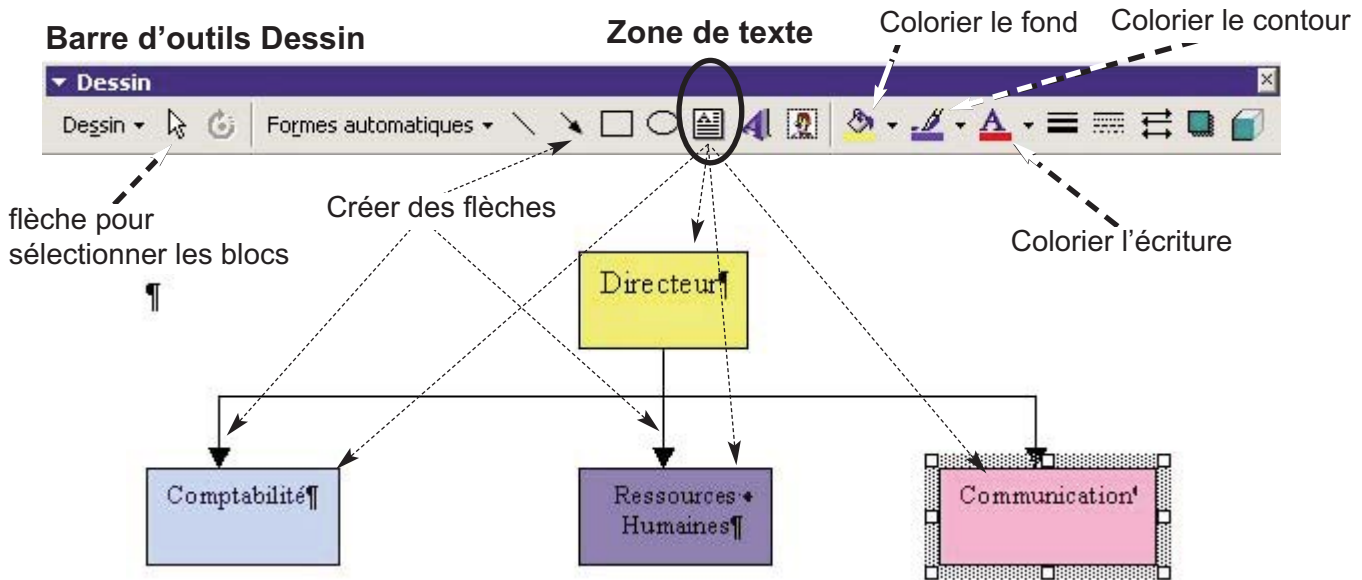 Colorier le fond
Colorier le contour
Barre d’outils Dessin
Zone de texte
Dessin
Dessin
Formes automatiques
flèche pour
sélectionner les blocs
Créer des flèches
Colorier l’écriture
¶
Directeur¶
Comptabilité¶
Ressources
Humaines¶
Communication¶